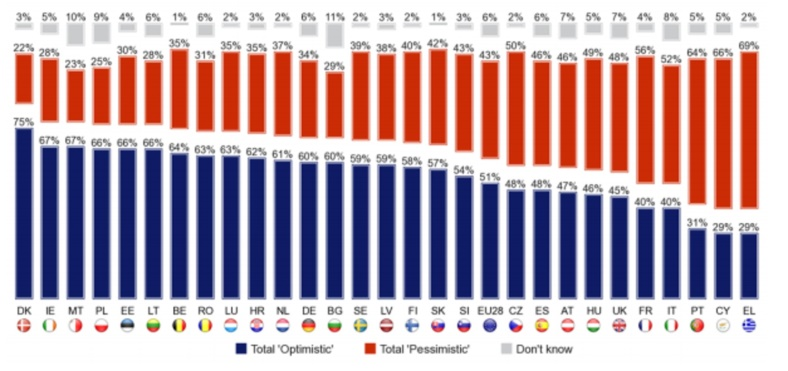 3% 5% 10% 9% 4% 6% 1% 6% 2% 3% 2% 6% 11% 2% 3% 2% 1% 3% 6% 2% 6% 7% 5% 7% 4% 8% 5% 5% 2%
22% 28% 23% 25% 30% 28% 35% 31% 35% 35% 37% 34% 29% 39% 38% 40% 42% 43% 43% 50% 46% 46% 49% 48% 56% 52% 64% 66% 69%
75% 67% 67% 66% 66% 66% 64% 63% 63% 62% 61% 60% 60% 59% 59% 58% 57% 54% 51% 48% 48% 47% 46% 45% 40% 40% 31% 29% 29%
DK IE MT PL EE LT BE RO LU HR NL DE BG SE LV FI SK SI EU28 CZ ES AT HU UK FR IT PT CY EL
Total 'Optimistic' Total 'Pessimistic' Don't know